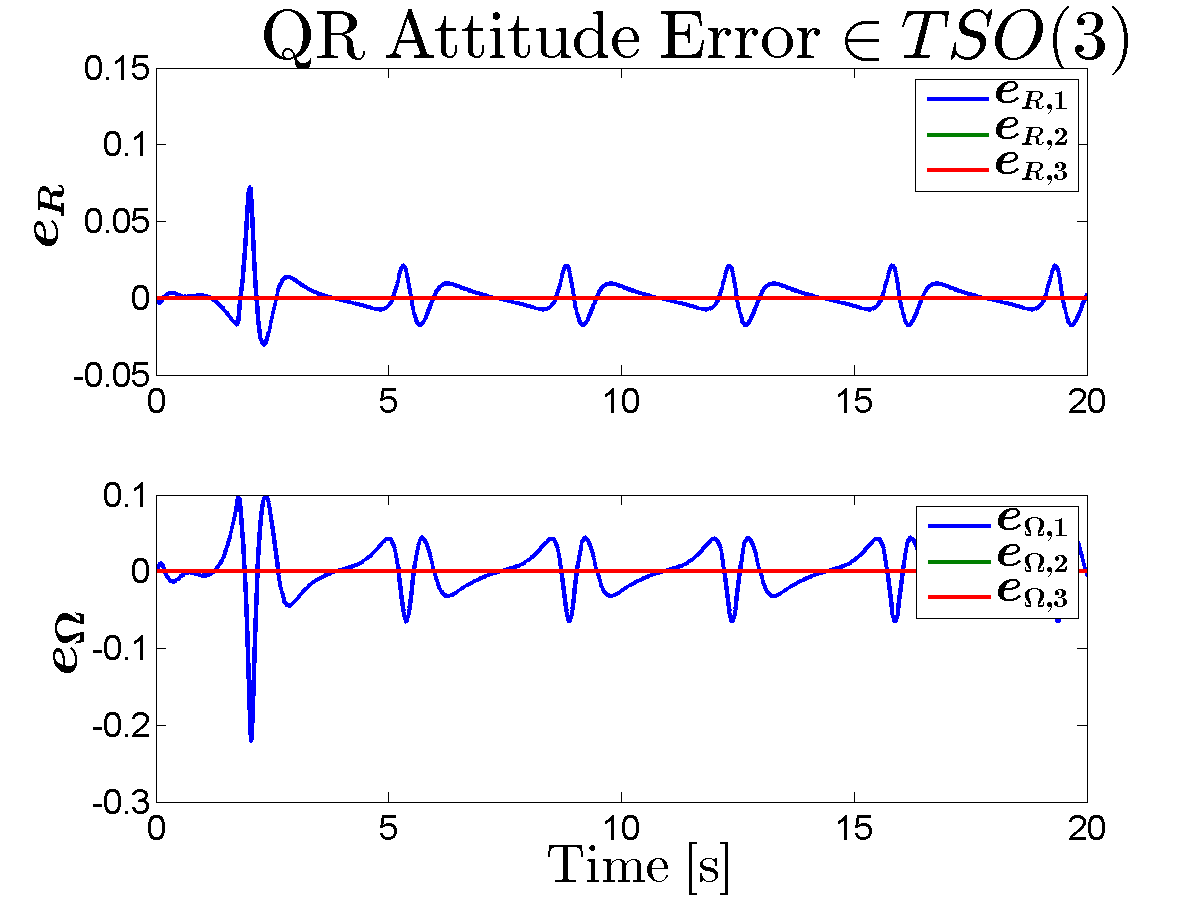 QR Attitude Error ∈ TSO(3)
0.15
0.1
0.05
0
-0.05
e_R
e_{R,1}
e_{R,2}
e_{R,3}
0 5 10 15 20
0.1
0
-0.1
-0.2
-0.3
e_Ω
e_{Ω,1}
e_{Ω,2}
e_{Ω,3}
0 5 10 15 20
Time [s]